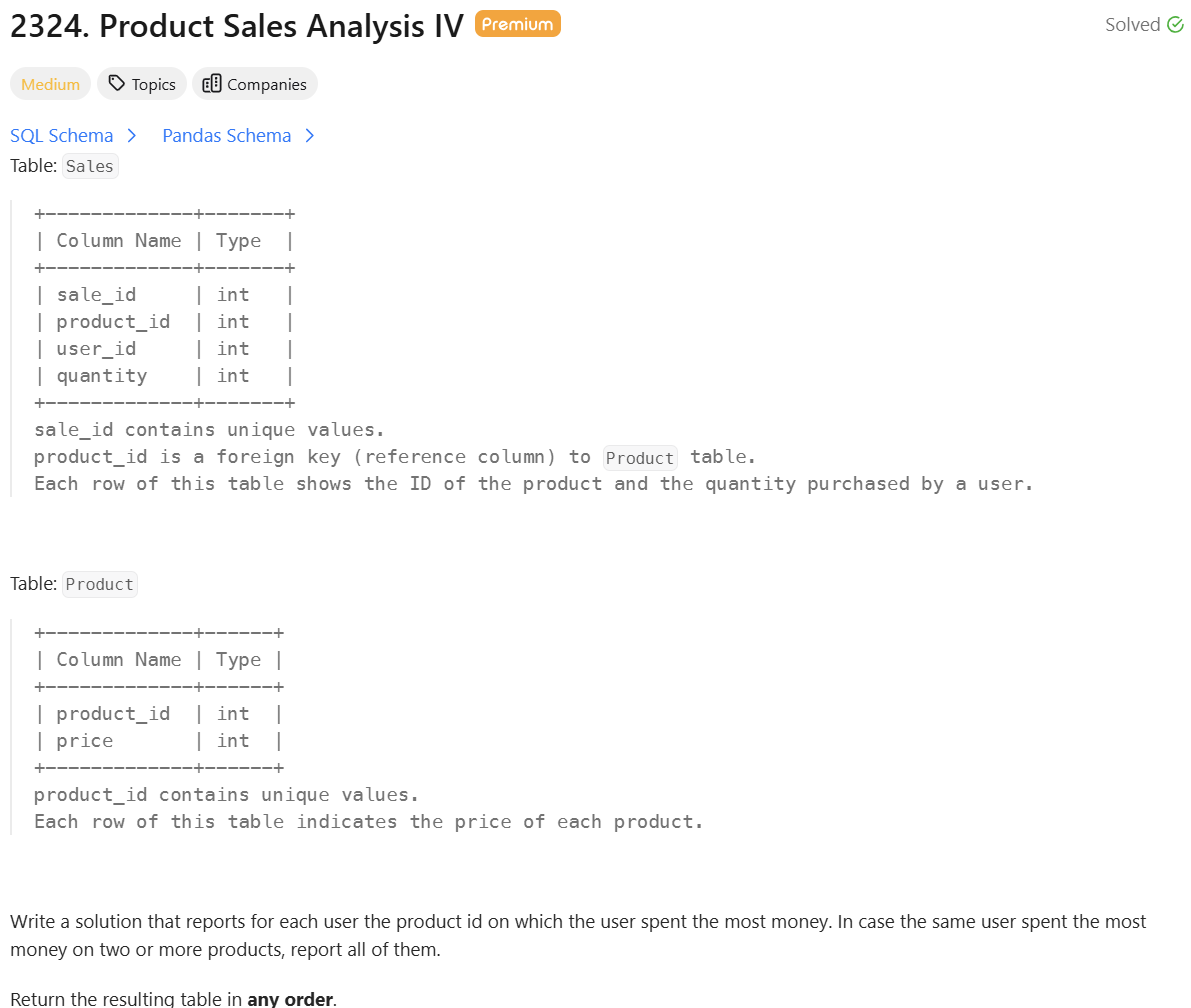 2324. Product Sales Analysis IV Premium Solved
Medium Topics Companies
SQL Schema > Pandas Schema >
Table: Sales
+-------------+-------+
| Column Name | Type  |
+-------------+-------+
| sale_id     | int   |
| product_id  | int   |
| user_id     | int   |
| quantity    | int   |
+-------------+-------+
sale_id contains unique values.
product_id is a foreign key (reference column) to Product table.
Each row of this table shows the ID of the product and the quantity purchased by a user.
Table: Product
+-------------+------+
| Column Name | Type |
+-------------+------+
| product_id  | int  |
| price       | int  |
+-------------+------+
product_id contains unique values.
Each row of this table indicates the price of each product.
Write a solution that reports for each user the product id on which the user spent the most money. In case the same user spent the most
money on two or more products, report all of them.
Return the resulting table in any order.